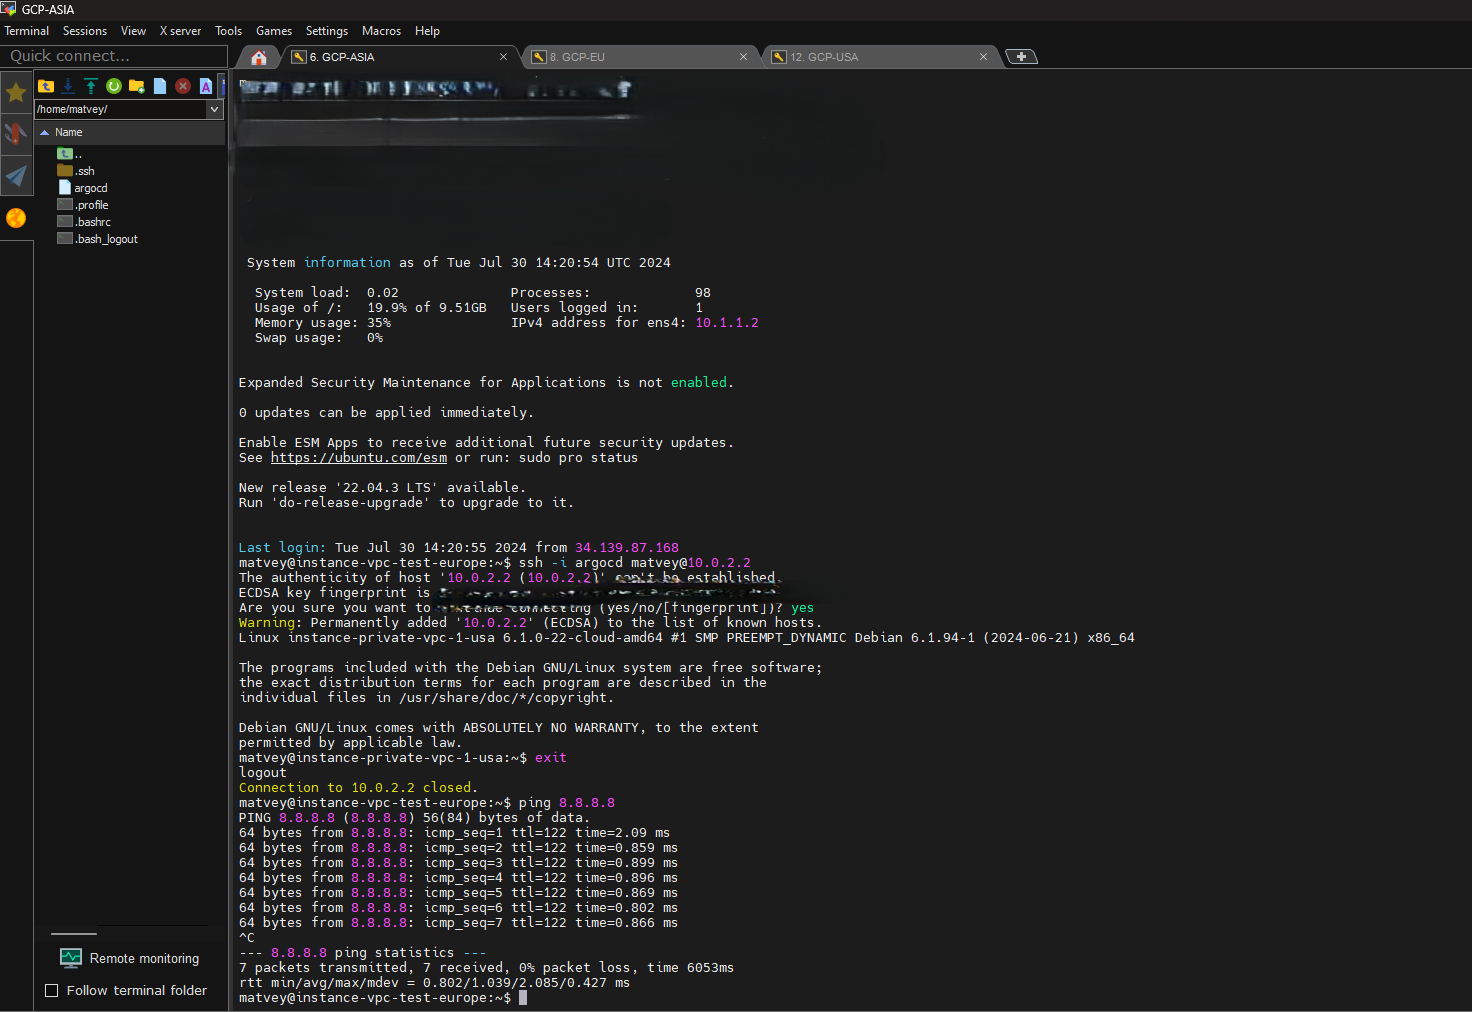 GCP-ASIA
Terminal Sessions View X server Tools Games Settings Macros Help
Quick connect...
6. GCP-ASIA
8. GCP-EU
12. GCP-USA
/home/matvey/
Name
..
.ssh
argocd
.profile
.bashrc
.bash_logout
System information as of Tue Jul 30 14:20:54 UTC 2024
System load: 0.02 Processes: 98
Usage of /: 19.9% of 9.51GB Users logged in: 1
Memory usage: 35% IPv4 address for ens4: 10.1.1.2
Swap usage: 0%
Expanded Security Maintenance for Applications is not enabled.
0 updates can be applied immediately.
Enable ESM Apps to receive additional future security updates.
See https://ubuntu.com/esm or run: sudo pro status
New release '22.04.3 LTS' available.
Run 'do-release-upgrade' to upgrade to it.
Last login: Tue Jul 30 14:20:55 2024 from 34.139.87.168
matvey@instance-vpc-test-europe:~$ ssh -i argocd matvey@10.0.2.2
The authenticity of host '10.0.2.2 (10.0.2.2)' can't be established
ECDSA key fingerprint is
Are you sure you want to connecting (yes/no/[fingerprint])? yes
Warning: Permanently added '10.0.2.2' (ECDSA) to the list of known hosts.
Linux instance-private-vpc-1-usa 6.1.0-22-cloud-amd64 #1 SMP PREEMPT_DYNAMIC Debian 6.1.94-1 (2024-06-21) x86_64
The programs included with the Debian GNU/Linux system are free software;
the exact distribution terms for each program are described in the
individual files in /usr/share/doc/*/copyright.
Debian GNU/Linux comes with ABSOLUTELY NO WARRANTY, to the extent
permitted by applicable law.
matvey@instance-private-vpc-1-usa:~$ exit
logout
Connection to 10.0.2.2 closed.
matvey@instance-vpc-test-europe:~$ ping 8.8.8.8
PING 8.8.8.8 (8.8.8.8) 56(84) bytes of data.
64 bytes from 8.8.8.8: icmp_seq=1 ttl=122 time=2.09 ms
64 bytes from 8.8.8.8: icmp_seq=2 ttl=122 time=0.859 ms
64 bytes from 8.8.8.8: icmp_seq=3 ttl=122 time=0.899 ms
64 bytes from 8.8.8.8: icmp_seq=4 ttl=122 time=0.896 ms
64 bytes from 8.8.8.8: icmp_seq=5 ttl=122 time=0.869 ms
64 bytes from 8.8.8.8: icmp_seq=6 ttl=122 time=0.802 ms
64 bytes from 8.8.8.8: icmp_seq=7 ttl=122 time=0.866 ms
^C
--- 8.8.8.8 ping statistics ---
7 packets transmitted, 7 received, 0% packet loss, time 6053ms
rtt min/avg/max/mdev = 0.802/1.039/2.085/0.427 ms
matvey@instance-vpc-test-europe:~$
Remote monitoring
Follow terminal folder